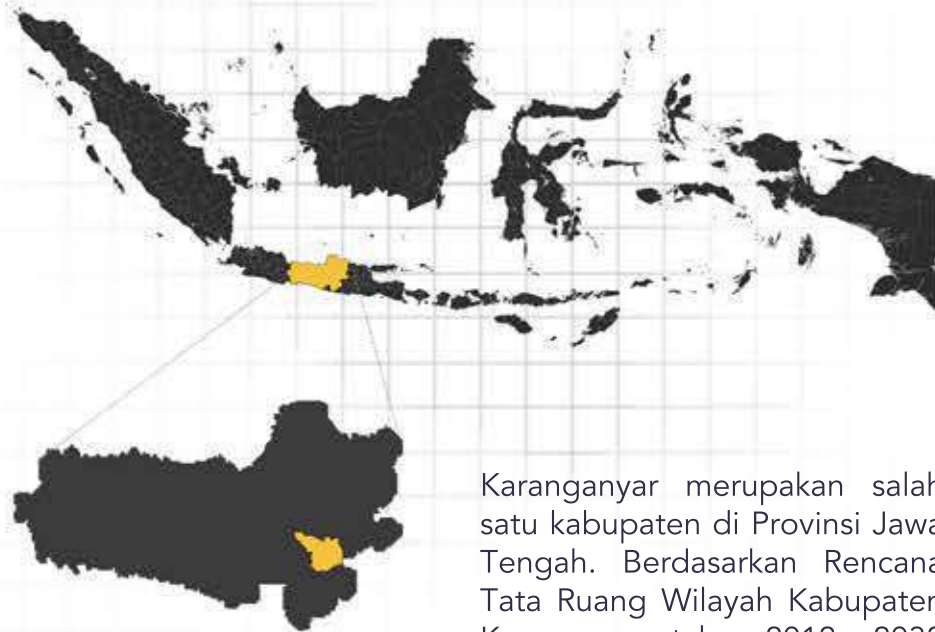 Karanganyar merupakan salah
satu kabupaten di Provinsi Jawa
Tengah. Berdasarkan Rencana
Tata Ruang Wilayah Kabupaten